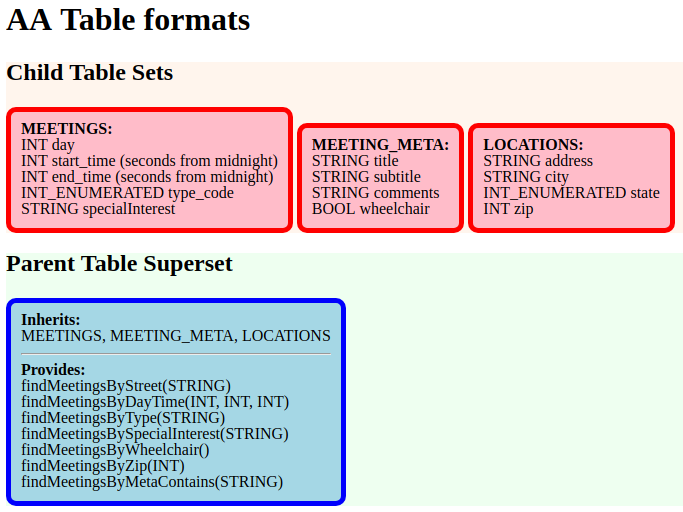 AA Table formats
Child Table Sets
MEETINGS:
INT day
INT start_time (seconds from midnight)
INT end_time (seconds from midnight)
INT_ENUMERATED type_code
STRING specialInterest
MEETING_META:
STRING title
STRING subtitle
STRING comments
BOOL wheelchair
LOCATIONS:
STRING address
STRING city
INT_ENUMERATED state
INT zip
Parent Table Superset
Inherits:
MEETINGS, MEETING_META, LOCATIONS
Provides:
findMeetingsByStreet(STRING)
findMeetingsByDayTime(INT, INT, INT)
findMeetingsByType(STRING)
findMeetingsBySpecialInterest(STRING)
findMeetingsByWheelchair()
findMeetingsByZip(INT)
findMeetingsByMetaContains(STRING)